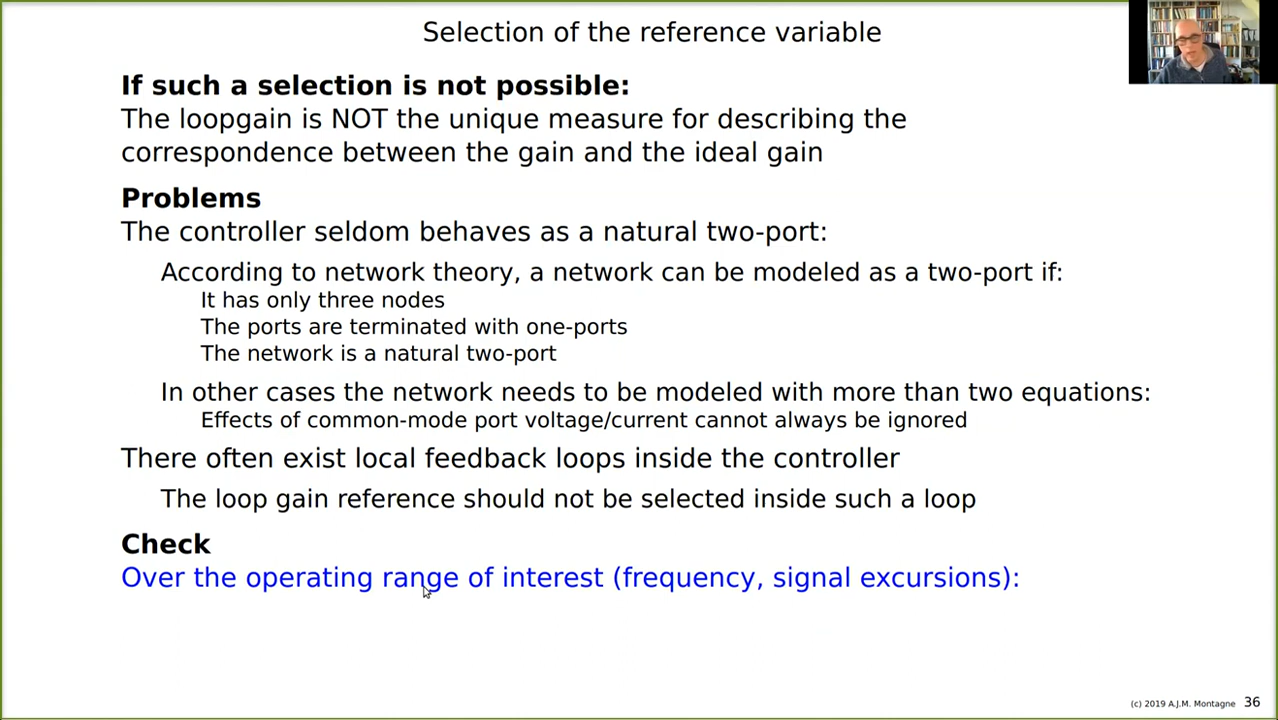 Selection of the reference variable
If such a selection is not possible:
The loopgain is NOT the unique measure for describing the
correspondence between the gain and the ideal gain
Problems
The controller seldom behaves as a natural two-port:
According to network theory, a network can be modeled as a two-port if:
It has only three nodes
The ports are terminated with one-ports
The network is a natural two-port
In other cases the network needs to be modeled with more than two equations:
Effects of common-mode port voltage/current cannot always be ignored
There often exist local feedback loops inside the controller
The loop gain reference should not be selected inside such a loop
Check
Over the operating range of interest (frequency, signal excursions):
(c) 2019 A.J.M. Montagne 36